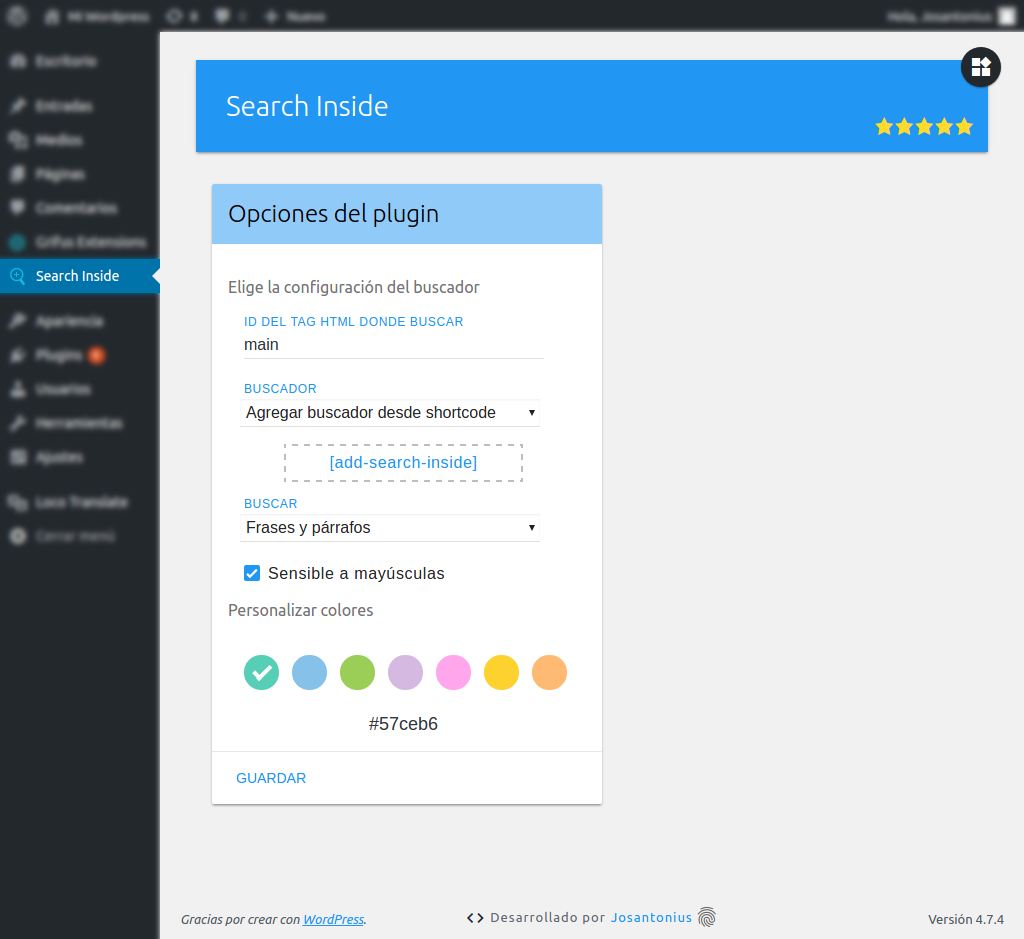 Mi Wordpress
Nuevo
Hola, Josantonius
Escritorio
Entradas
Medios
Páginas
Comentarios
Grifus Extensions
Search Inside
Apariencia
Plugins
Usuarios
Herramientas
Ajustes
Loco Translate
Cerrar menú
Search Inside
Opciones del plugin
Elige la configuración del buscador
ID DEL TAG HTML DONDE BUSCAR
main
BUSCADOR
Agregar buscador desde shortcode
[add-search-inside]
BUSCAR
Frases y párrafos
Sensible a mayúsculas
Personalizar colores
#57ceb6
GUARDAR
Gracias por crear con WordPress.
Desarrollado por Josantonius
Versión 4.7.4